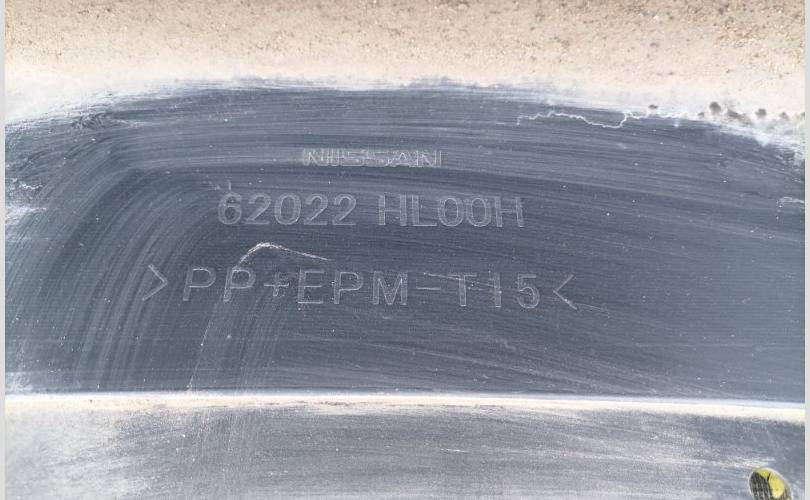 NISSAN
62022 HL00H
>PP+EPM-T15<